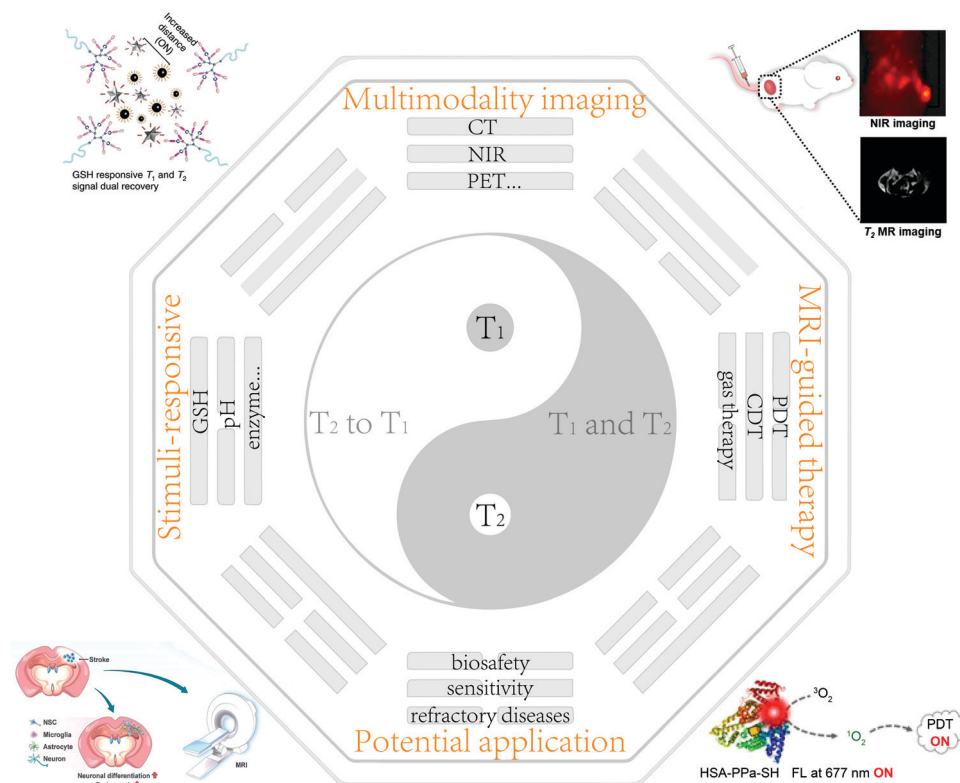 Increased
distance
(ON)
GSH responsive T1 and T2
signal dual recovery
Multimodality imaging
CT
NIR
PET...
NIR imaging
T2 MR imaging
Stimuli-responsive
GSH
pH
enzyme...
T1
T2 to T1
T1 and T2
T2
MRI-guided therapy
PDT
CDT
gas therapy
biosafety
sensitivity
refractory diseases
Potential application
Stroke
NSC
Microglia
Astrocyte
Neuron
Neuronal differentiation
MRI
3O2
1O2
PDT
ON
HSA-PPa-SH FL at 677 nm ON